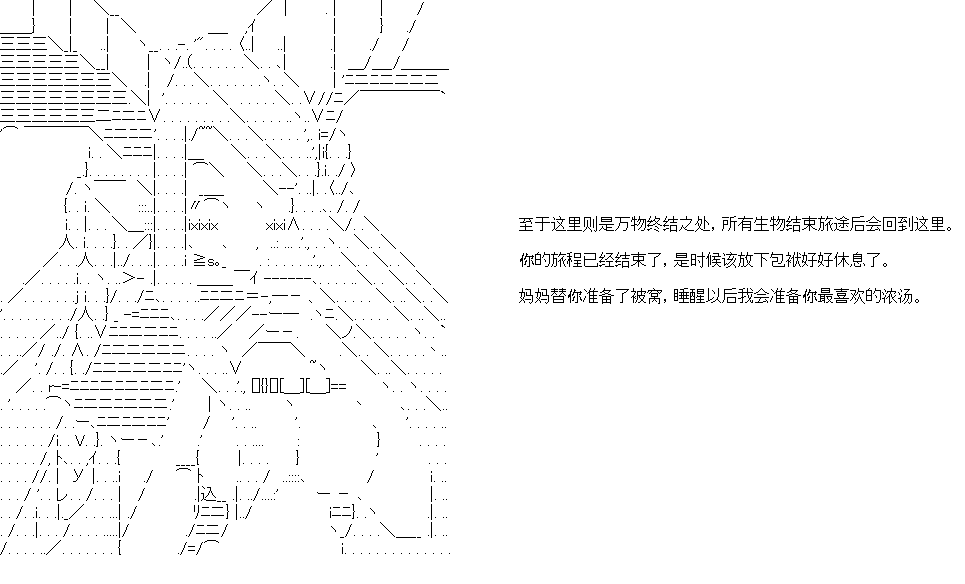 至于这里则是万物终结之处，所有生物结束旅途后会回到这里。
你的旅程已经结束了，是时候该放下包袱好好休息了。
妈妈替你准备了被窝，睡醒以后我会准备你最喜欢的浓汤。